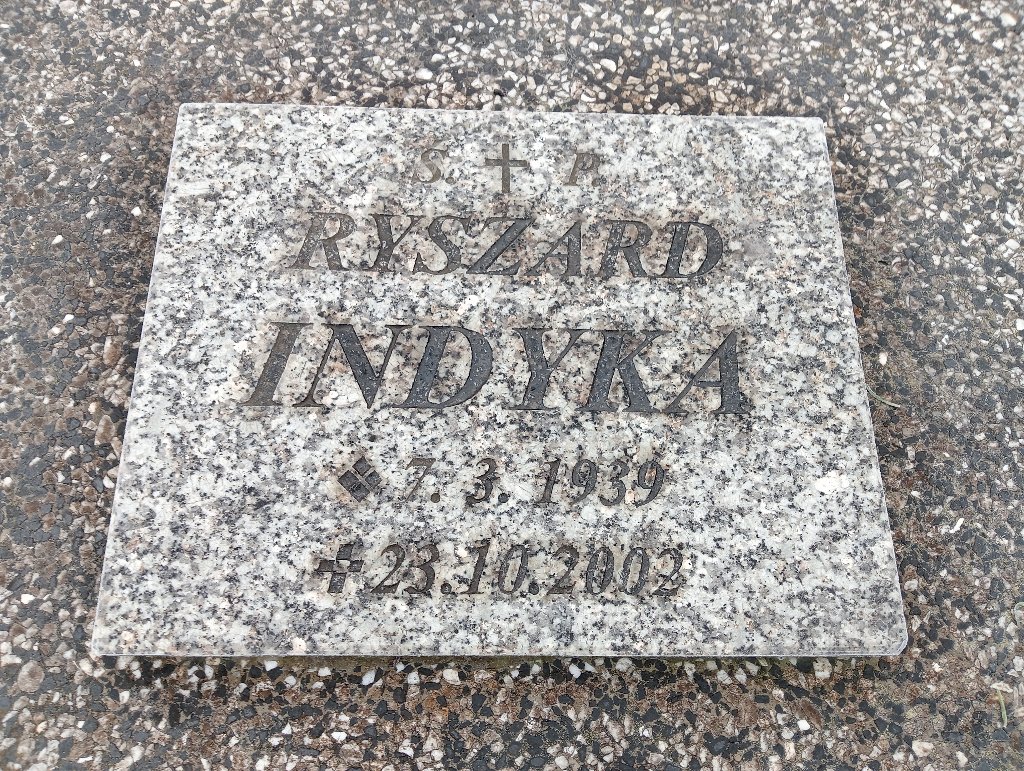 S. † P.
RYSZARD
INDYKA
7. 3. 1939
23.10.2002